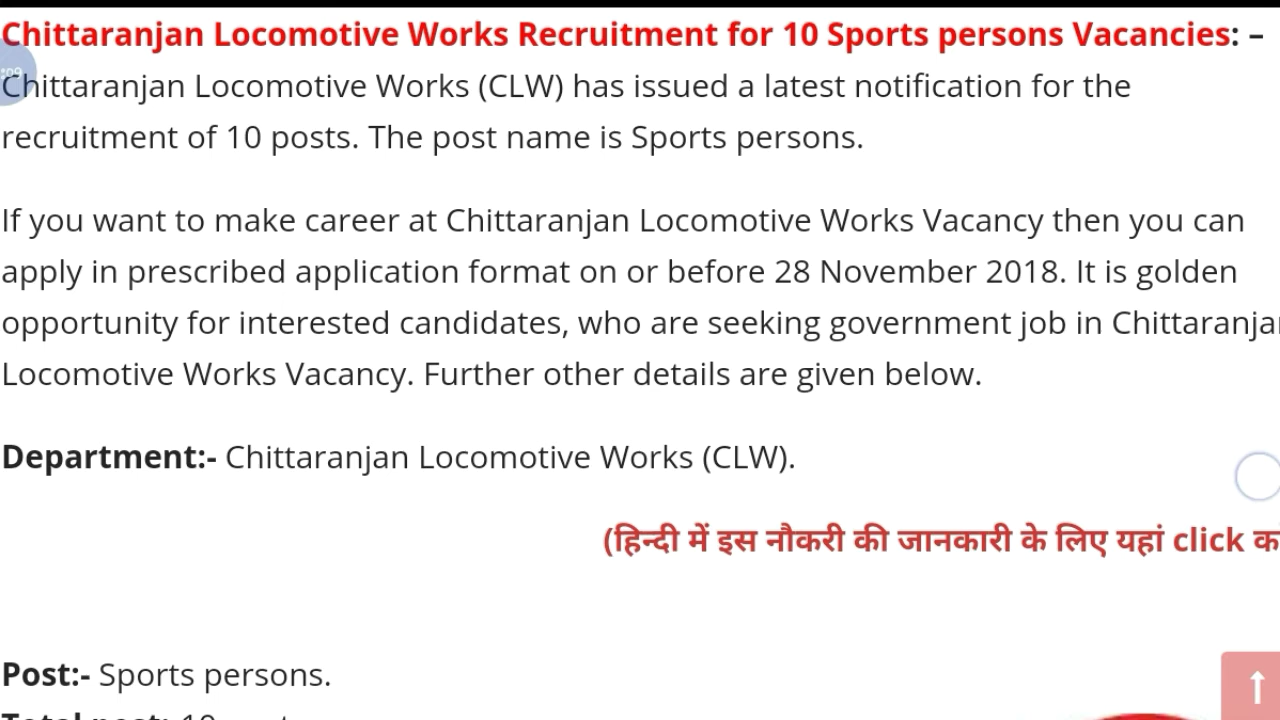 Chittaranjan Locomotive Works Recruitment for 10 Sports persons Vacancies: –
Chittaranjan Locomotive Works (CLW) has issued a latest notification for the
recruitment of 10 posts. The post name is Sports persons.
If you want to make career at Chittaranjan Locomotive Works Vacancy then you can
apply in prescribed application format on or before 28 November 2018. It is golden
opportunity for interested candidates, who are seeking government job in
Locomotive Works Vacancy. Further other details are given below.
Department:- Chittaranjan Locomotive Works (CLW).
(हिन्दी में इस नौकरी की जानकारी के लिए यहां click
Post:- Sports persons.